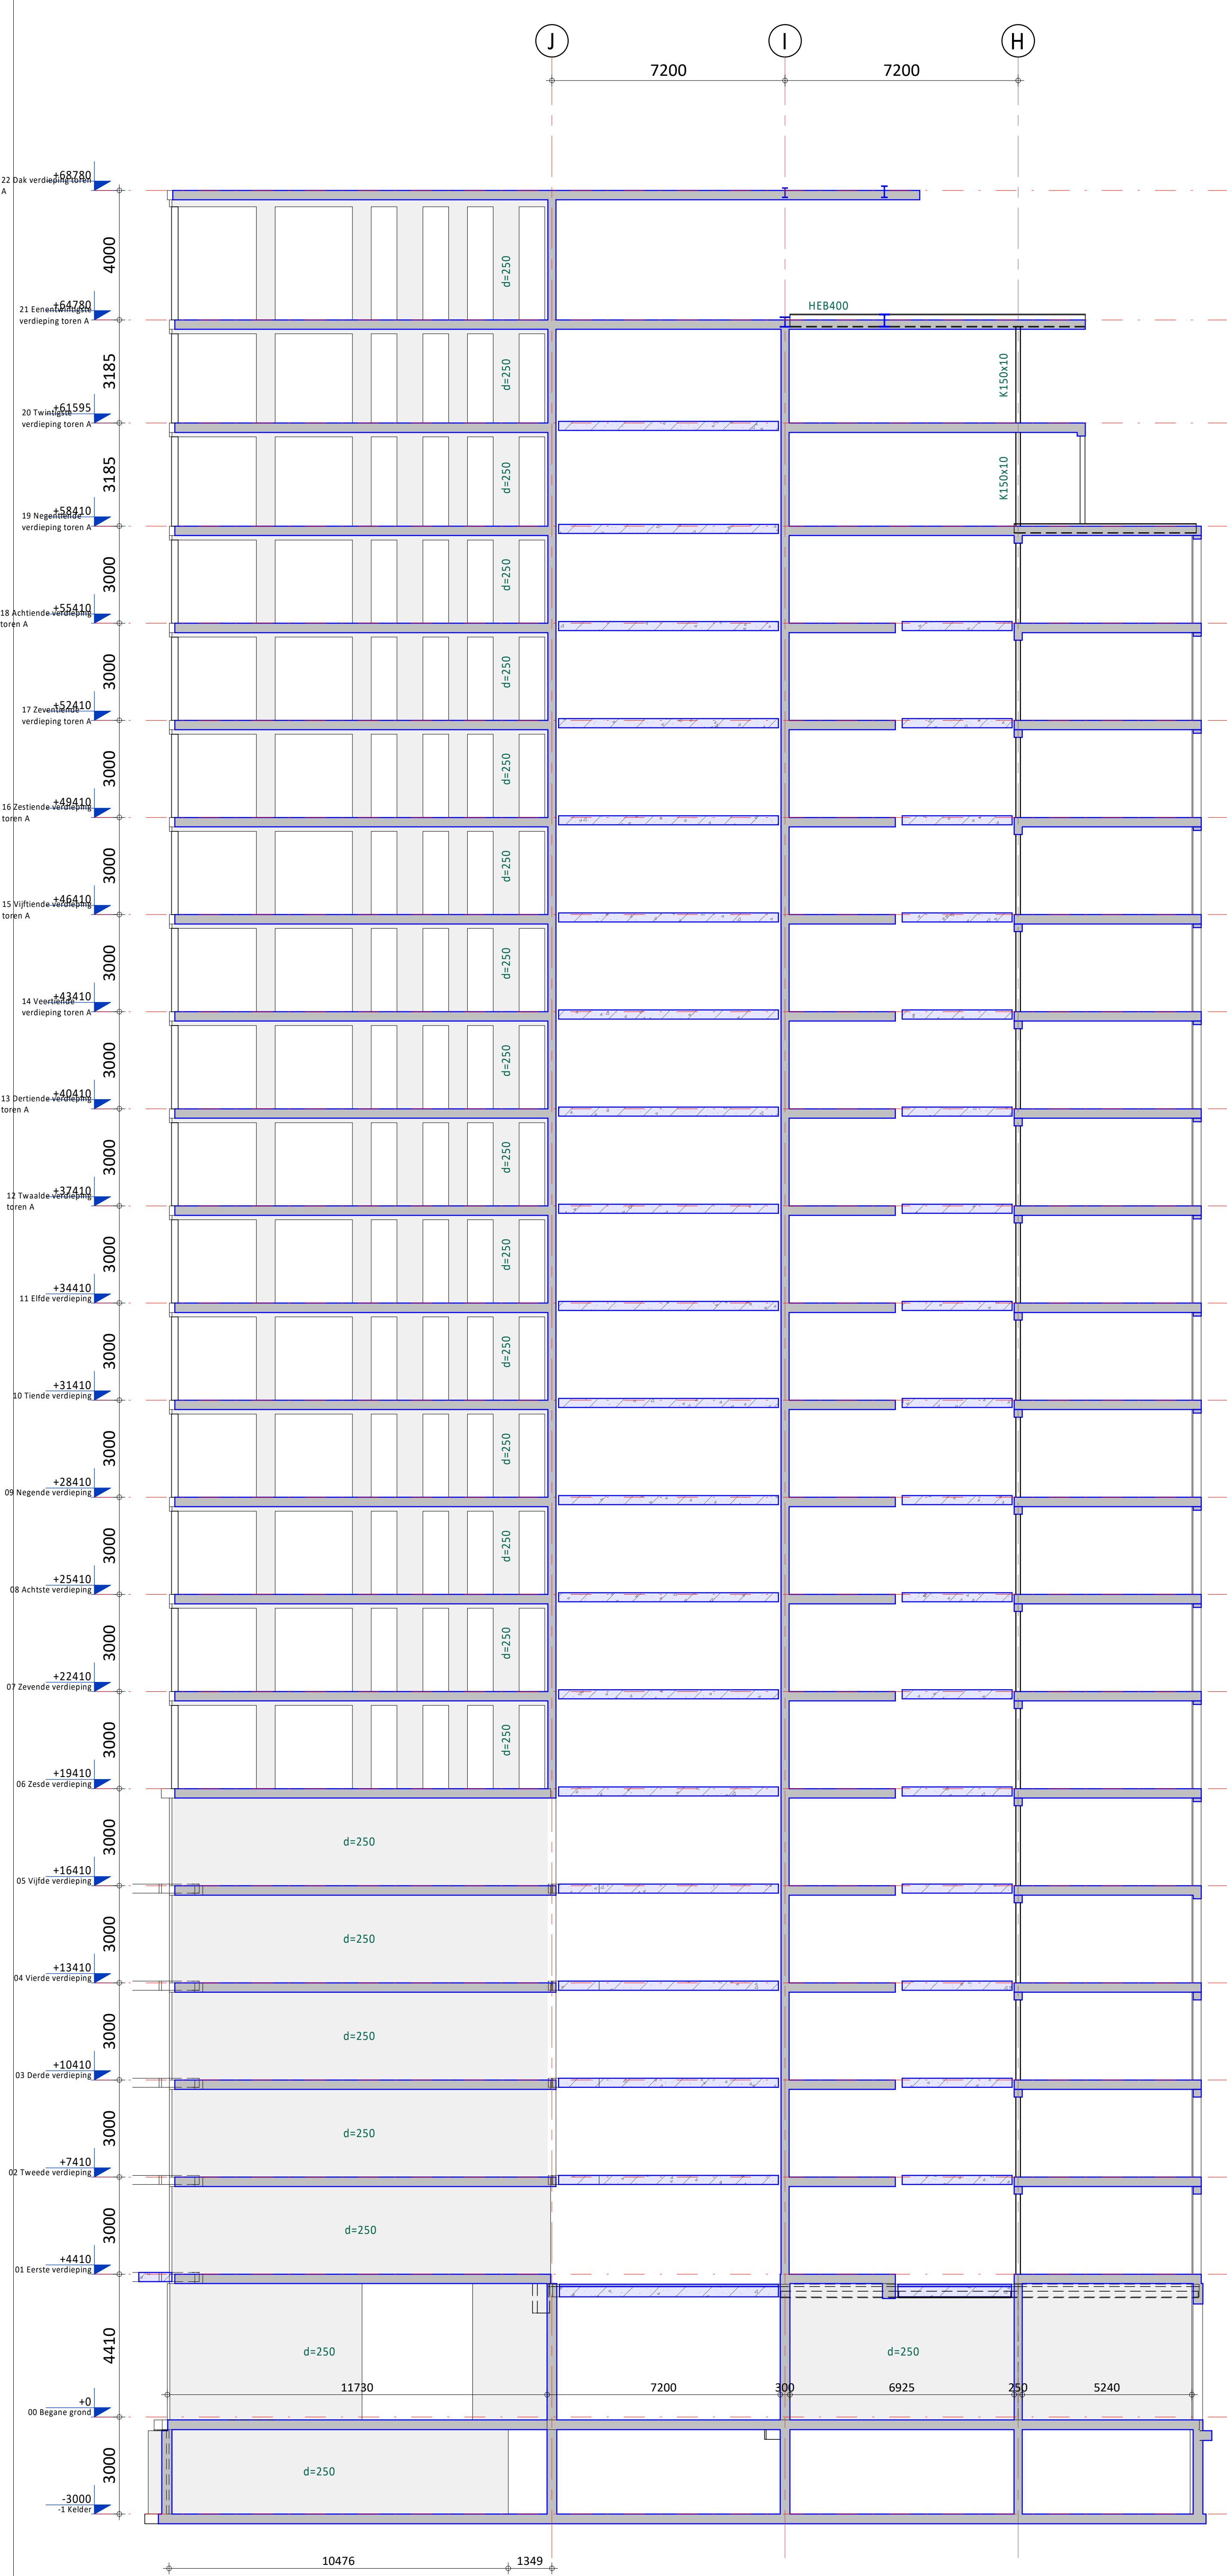 J
I
H
7200
7200
+68780
22 Dak verdieping toren
A
4000
d=250
+64780
21 Eenentwintigste
verdieping toren A
HEB400
3185
d=250
K150x10
+61595
20 Twintigste
verdieping toren A
3185
d=250
K150x10
+58410
19 Negentiende
verdieping toren A
3000
d=250
+55410
18 Achtiende verdieping
toren A
3000
d=250
+52410
17 Zeventiende
verdieping toren A
3000
d=250
+49410
16 Zestiende verdieping
toren A
3000
d=250
+46410
15 Vijftiende verdieping
toren A
3000
d=250
+43410
14 Veertiende
verdieping toren A
3000
d=250
+40410
13 Dertiende verdieping
toren A
3000
d=250
+37410
12 Twaalde verdieping
toren A
3000
d=250
+34410
11 Elfde verdieping
3000
d=250
+31410
10 Tiende verdieping
3000
d=250
+28410
09 Negende verdieping
3000
d=250
+25410
08 Achtste verdieping
3000
d=250
+22410
07 Zevende verdieping
3000
d=250
+19410
06 Zesde verdieping
3000
d=250
+16410
05 Vijfde verdieping
3000
d=250
+13410
04 Vierde verdieping
3000
d=250
+10410
03 Derde verdieping
3000
d=250
+7410
02 Tweede verdieping
3000
d=250
+4410
01 Eerste verdieping
4410
d=250
d=250
11730
7200
300
6925
250
5240
+0
00 Begane grond
3000
d=250
-3000
-1 Kelder
10476
1349